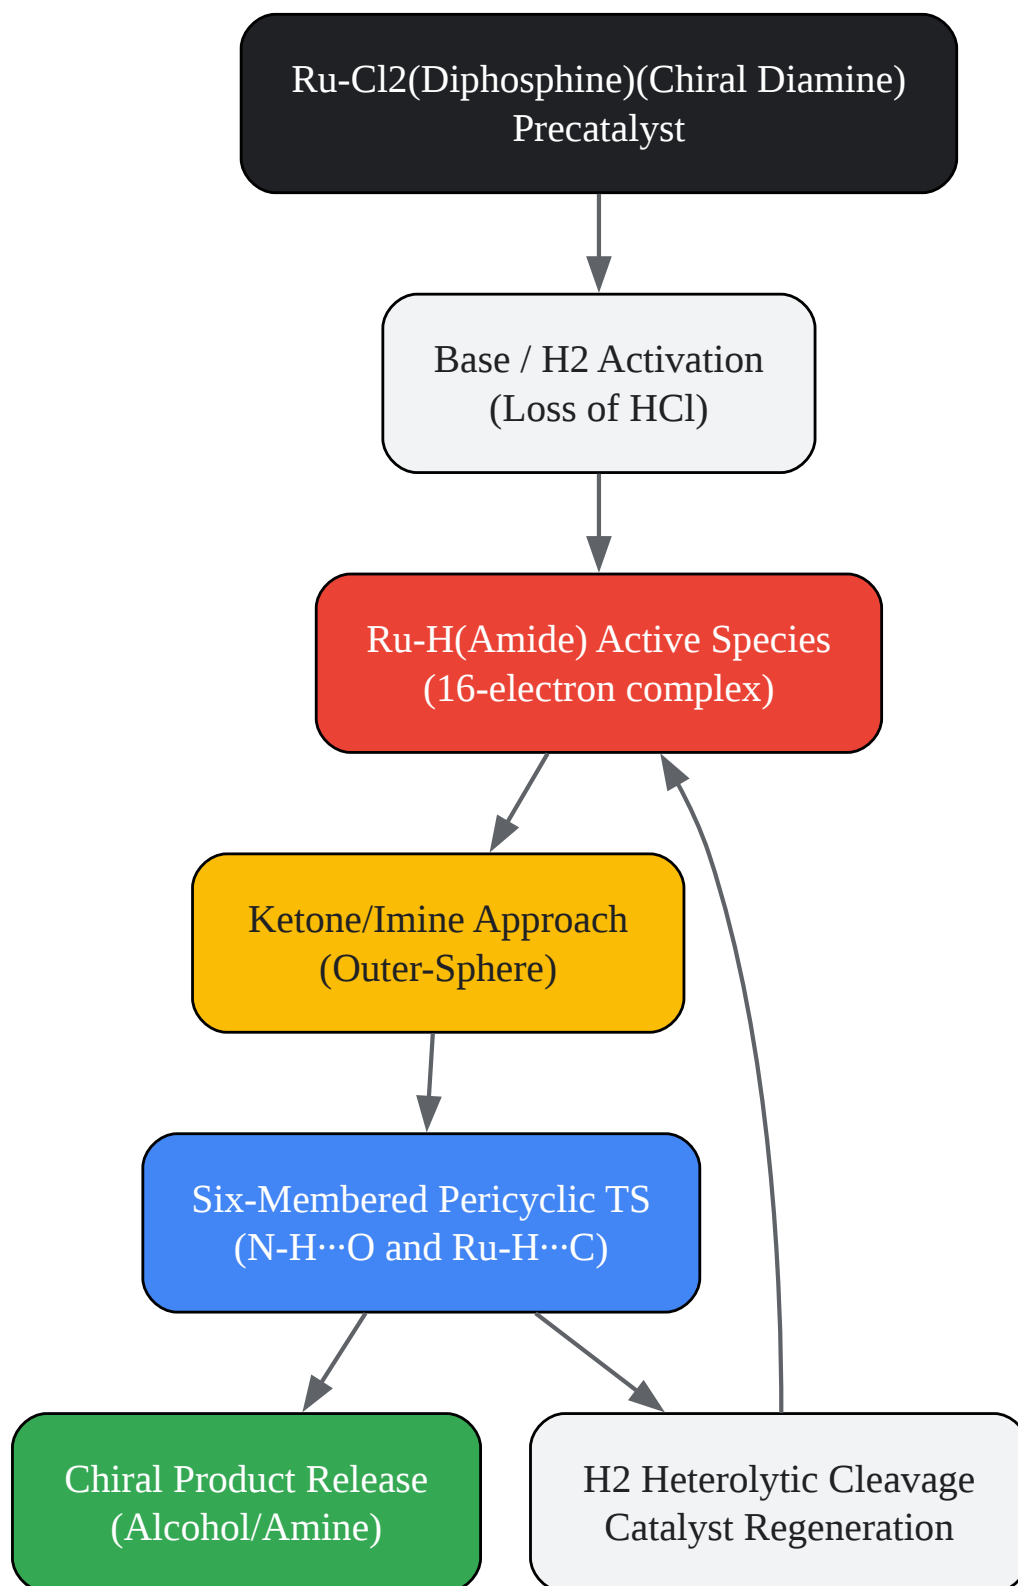 Ru-Cl2(Diphosphine)(Chiral Diamine)
Precatalyst
Base / H2 Activation
(Loss of HCl)
Ru-H(Amide) Active Species
(16-electron complex)
Ketone/Imine Approach
(Outer-Sphere)
Six-Membered Pericyclic TS
(N-H···O and Ru-H···C)
Chiral Product Release
(Alcohol/Amine)
H2 Heterolytic Cleavage
Catalyst Regeneration